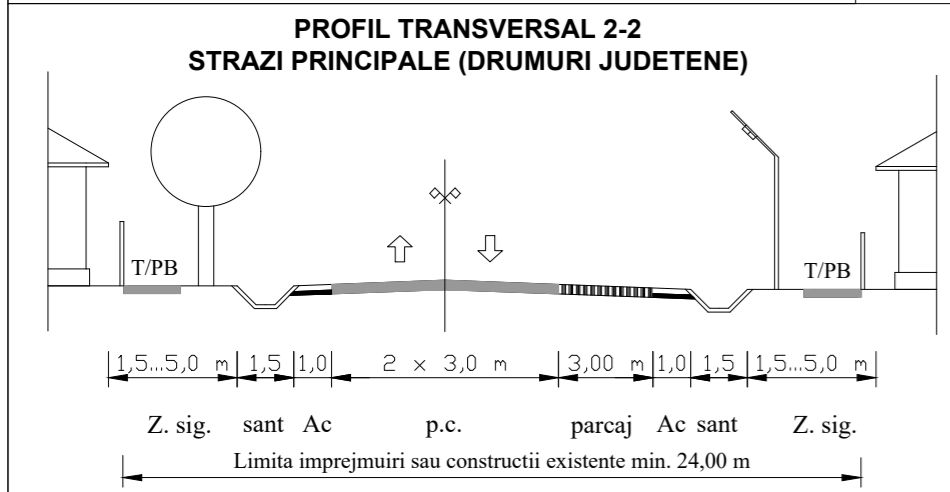 PROFIL TRANSVERSAL 2-2
STRAZI PRINCIPALE (DRUMURI JUDETENE)
T/PB T/PB
1,5...5,0 m 1,5 1,0 2 x 3,0 m 3,00 m 1,0 1,5 1,5...5,0 m
Z. sig. sant Ac p.c. parcaj Ac sant Z. sig.
Limita imprejmuiri sau constructii existente min. 24,00 m